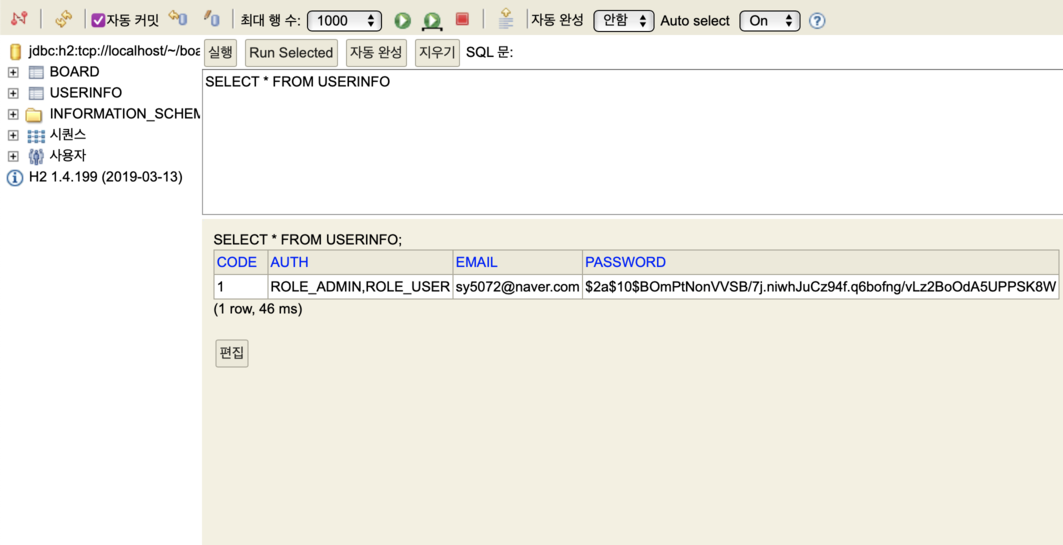 자동 커밋 최대 행 수: 1000 자동 완성 안함 Auto select On
jdbc:h2:tcp://localhost/~/boa
BOARD
USERINFO
INFORMATION_SCHEM
시퀀스
사용자
H2 1.4.199 (2019-03-13)
실행 Run Selected 자동 완성 지우기 SQL 문:
SELECT * FROM USERINFO
SELECT * FROM USERINFO;
CODE AUTH EMAIL PASSWORD
1 ROLE_ADMIN,ROLE_USER sy5072@naver.com $2a$10$BOmPtNonVVSB/7j.niwhJuCz94f.q6bofng/vLz2BoOdA5UPPSK8W
(1 row, 46 ms)
편집